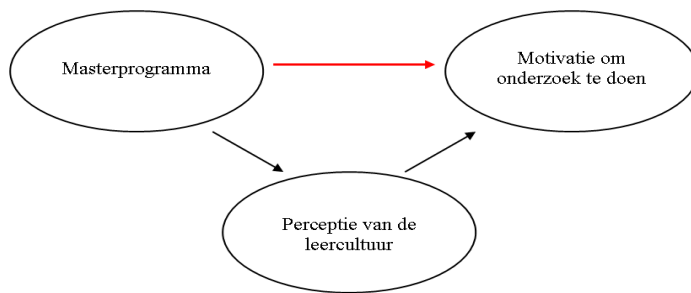 Masterprogramma
Motivatie om
onderzoek te doen
Perceptie van de
leercultuur